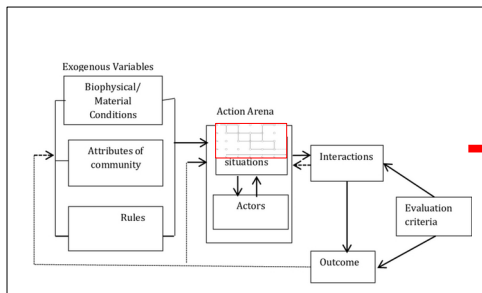 Exogenous Variables
Biophysical/
Material
Conditions
Attributes of
community
Rules
Action Arena
situations
Actors
Interactions
Evaluation
criteria
Outcome